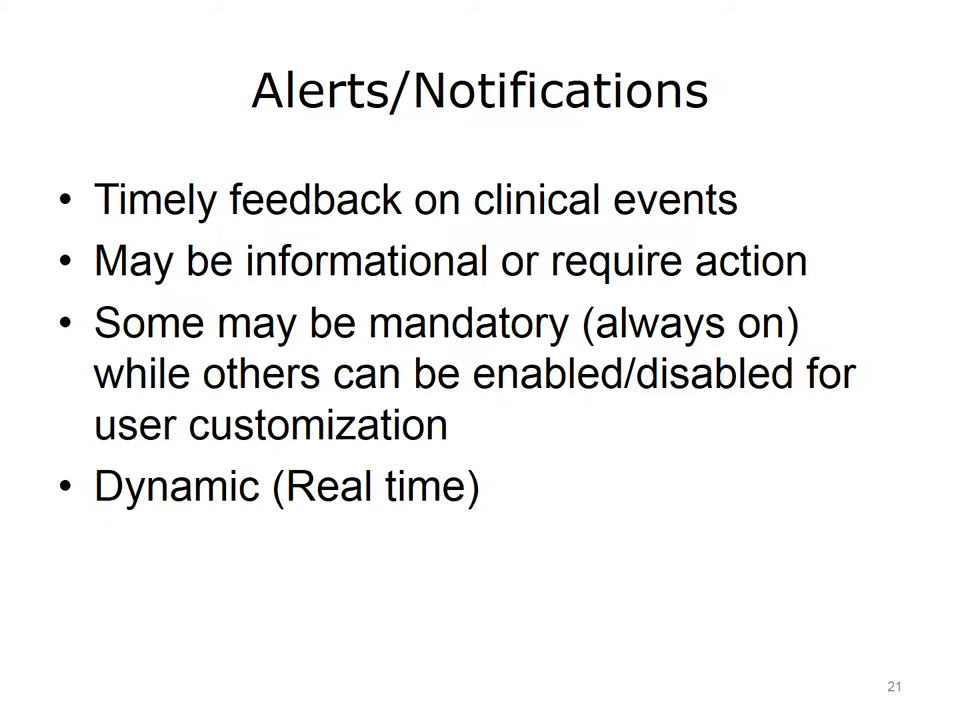 Alerts/Notifications
• Timely feedback on clinical events
• May be informational or require action
• Some may be mandatory (always on)
while others can be enabled/disabled for
user customization
• Dynamic (Real time)
21